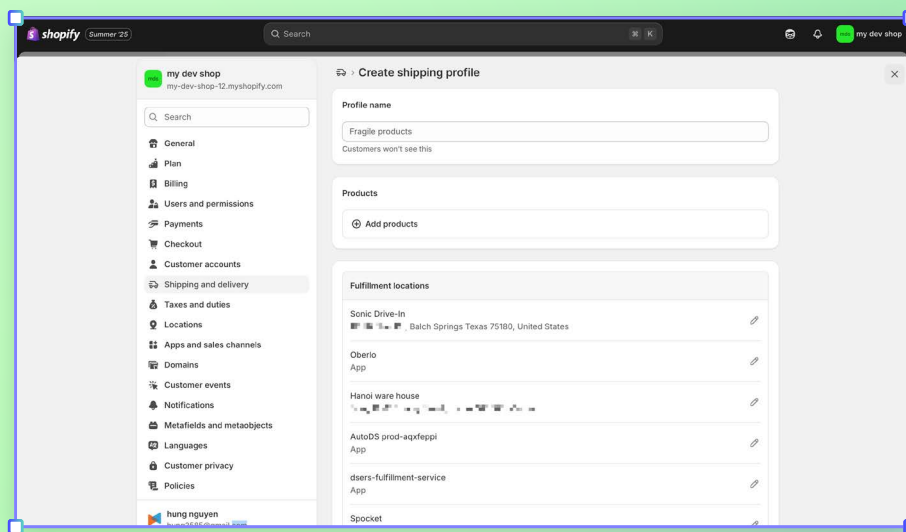 shopify Summer '25
Search
⌘ K
mds my dev shop
mds
my dev shop
my-dev-shop-12.myshopify.com
Search
General
Plan
Billing
Users and permissions
Payments
Checkout
Customer accounts
Shipping and delivery
Taxes and duties
Locations
Apps and sales channels
Domains
Customer events
Notifications
Metafields and metaobjects
Languages
Customer privacy
Policies
hung nguyen
› Create shipping profile
Profile name
Fragile products
Customers won't see this
Products
Add products
Fulfillment locations
Sonic Drive-In
, Balch Springs Texas 75180, United States
Oberlo
App
Hanoi ware house
AutoDS prod-aqxfeppi
App
dsers-fulfillment-service
App
Spocket